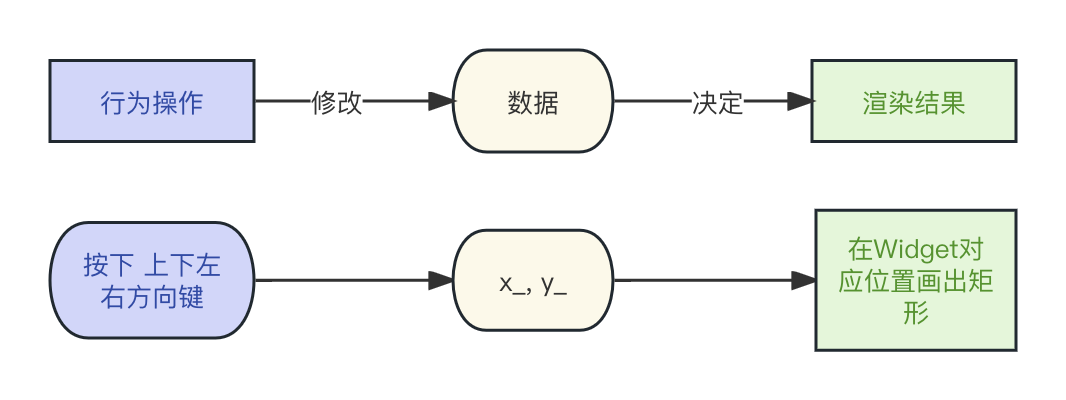 行为操作
修改
数据
决定
渲染结果
按下 上下左
右方向键
x_, y_
在Widget对
应位置画出矩
形